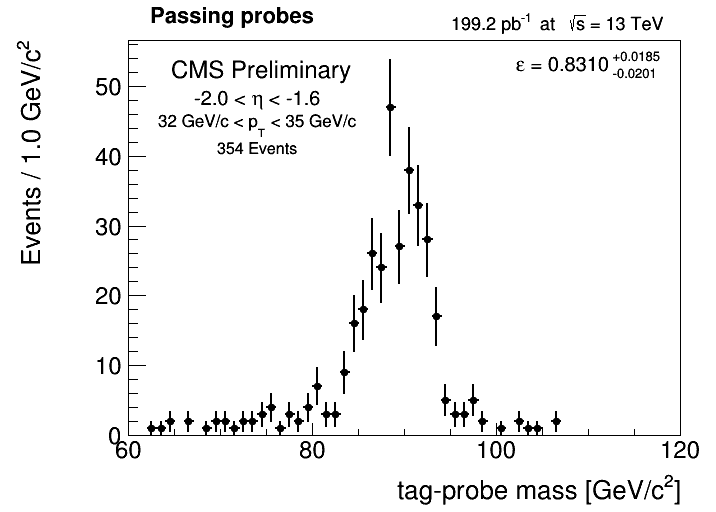 Passing probes
199.2 pb⁻¹ at √s = 13 TeV
CMS Preliminary
-2.0 < η < -1.6
32 GeV/c < p_T < 35 GeV/c
354 Events
ε = 0.8310 +0.0185 -0.0201
Events / 1.0 GeV/c²
50
40
30
20
10
0
60 80 100 120
tag-probe mass [GeV/c²]